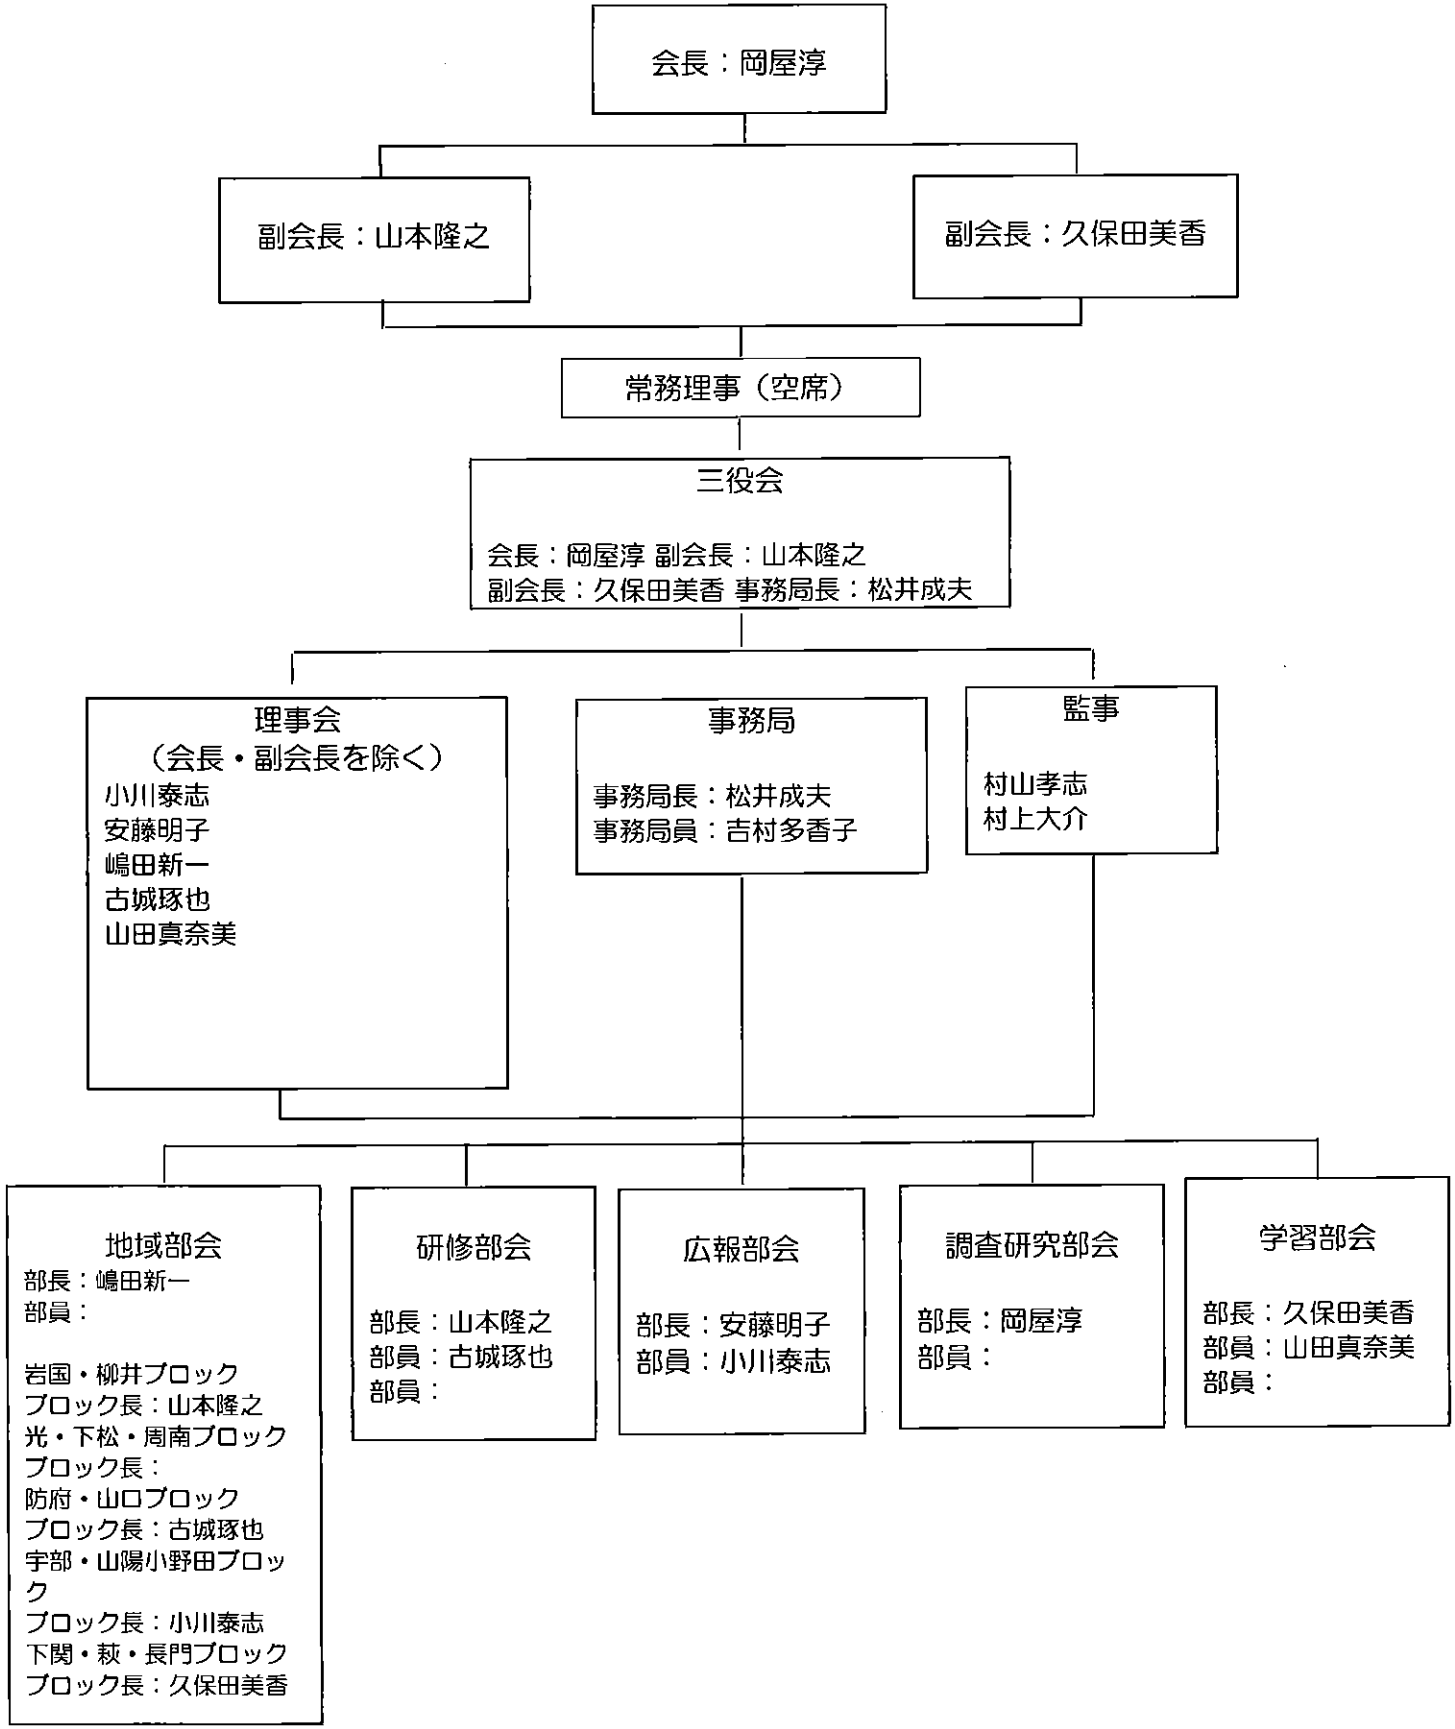 会長：岡屋淳
副会長：山本隆之
副会長：久保田美香
常務理事（空席）
三役会
会長：岡屋淳 副会長：山本隆之
副会長：久保田美香 事務局長：松井成夫
理事会
（会長・副会長を除く）
小川泰志
安藤明子
嶋田新一
古城琢也
山田真奈美
事務局
事務局長：松井成夫
事務局員：吉村多香子
監事
村山孝志
村上大介
地域部会
部長：嶋田新一
部員：
岩国・柳井ブロック
ブロック長：山本隆之
光・下松・周南ブロック
ブロック長：
防府・山口ブロック
ブロック長：古城琢也
宇部・山陽小野田ブロッ
ク
ブロック長：小川泰志
下関・萩・長門ブロック
ブロック長：久保田美香
研修部会
部長：山本隆之
部員：古城琢也
部員：
広報部会
部長：安藤明子
部員：小川泰志
調査研究部会
部長：岡屋淳
部員：
学習部会
部長：久保田美香
部員：山田真奈美
部員：